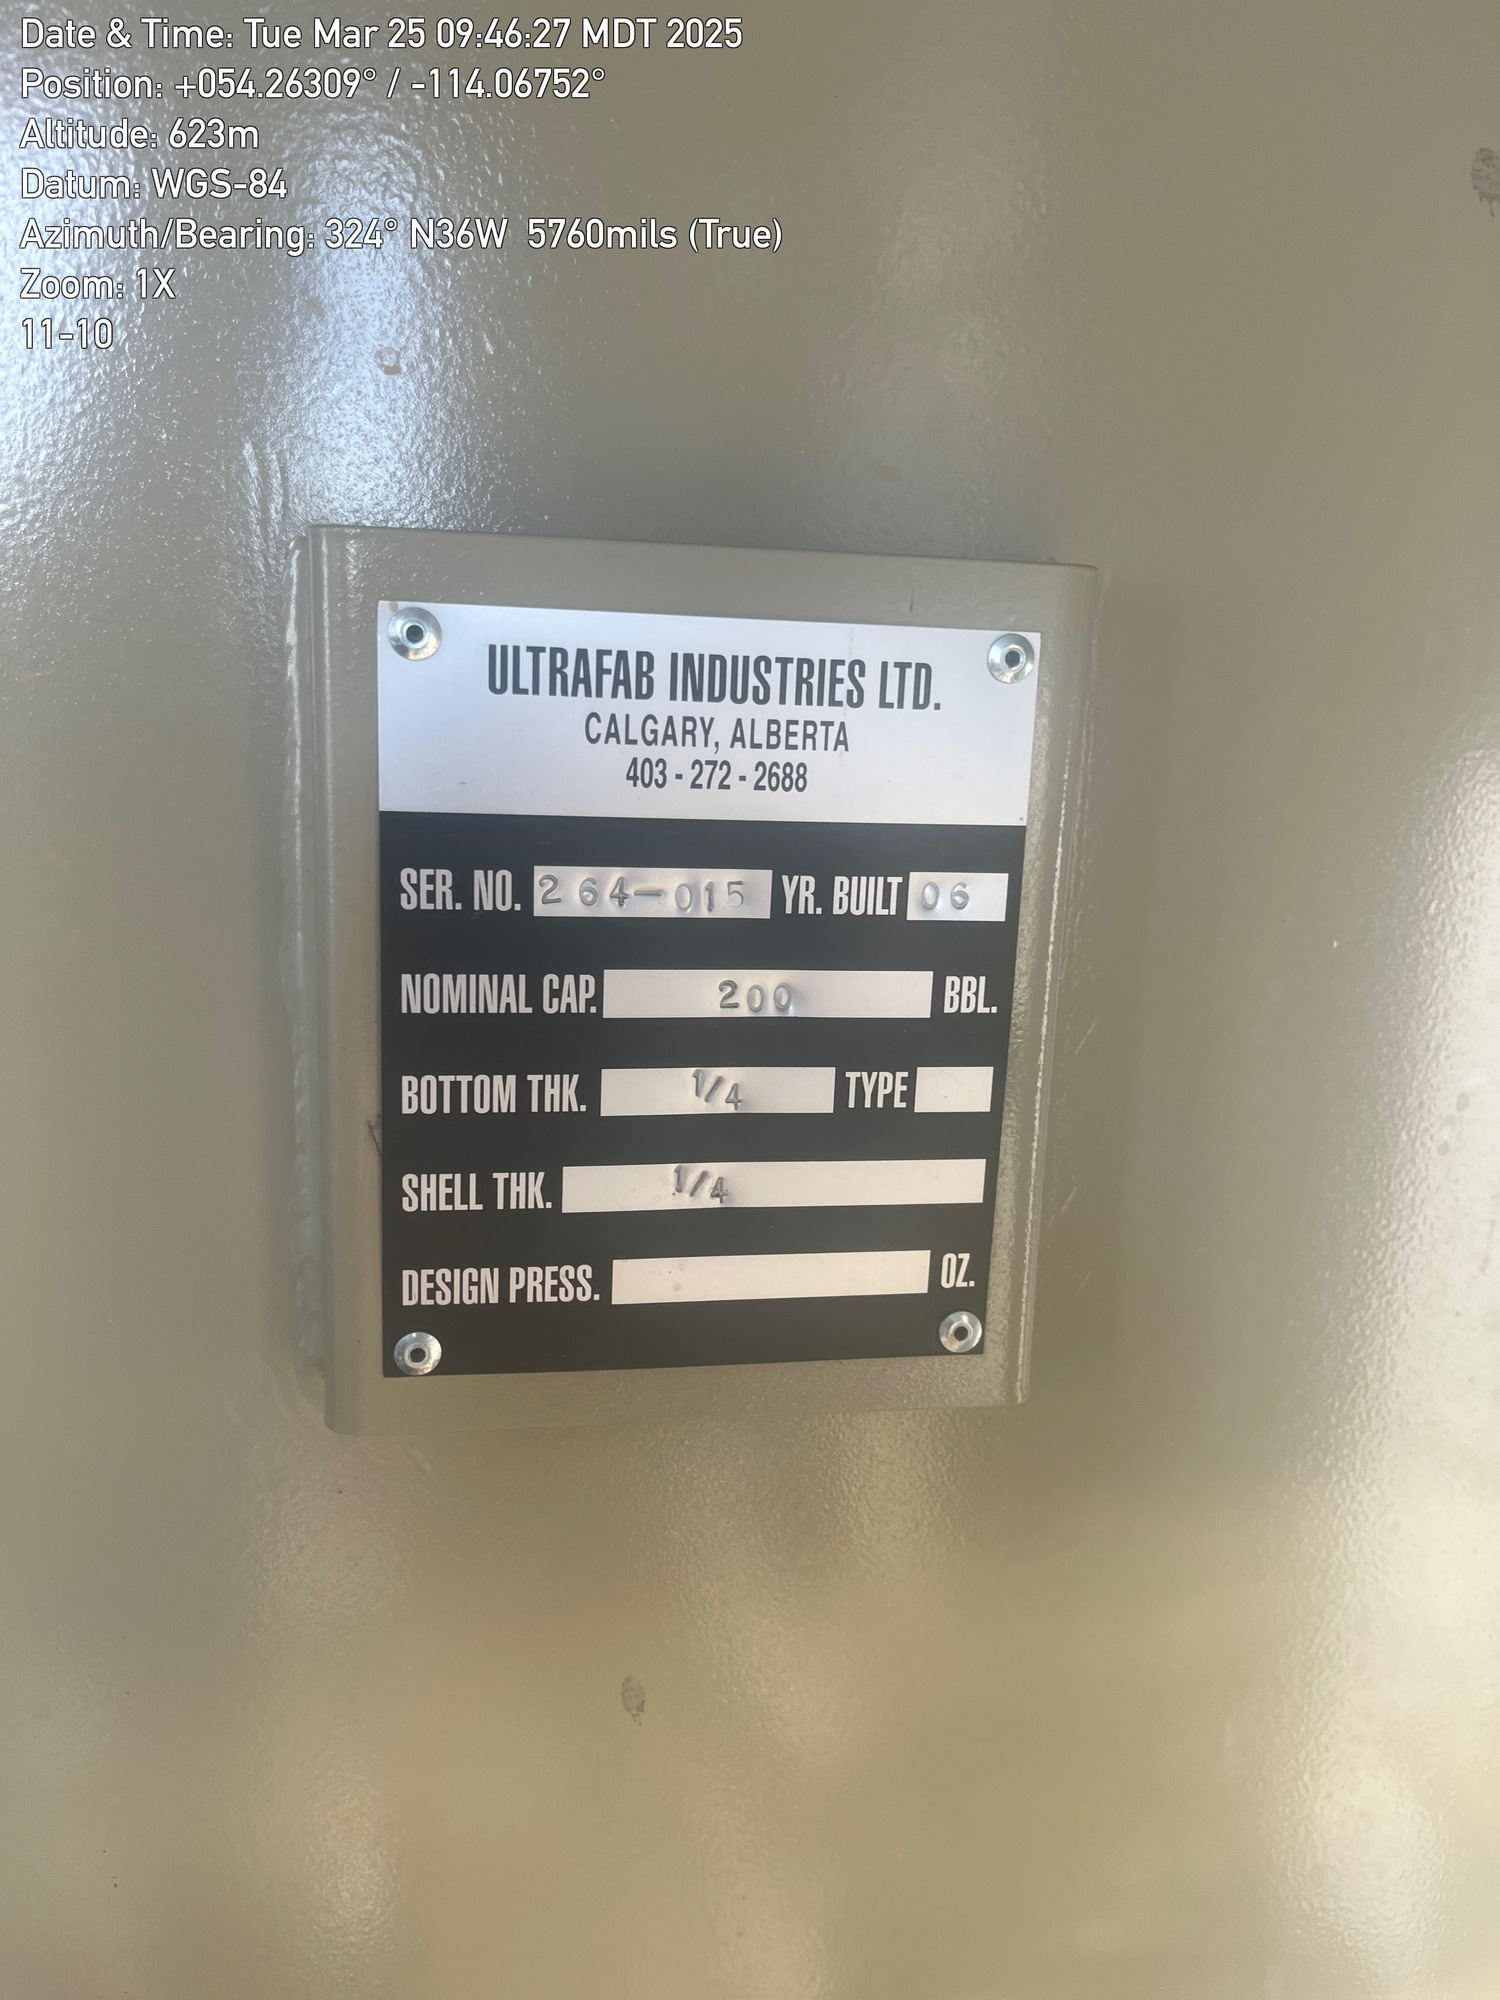 Date & Time: Tue Mar 25 09:46:27 MDT 2025
Position: +054.26309° / -114.06752°
Altitude: 623m
Datum: WGS-84
Azimuth/Bearing: 324° N36W 5760mils (True)
Zoom: 1X
11-10
ULTRAFAB INDUSTRIES LTD.
CALGARY, ALBERTA
403 - 272 - 2688
SER. NO. 264-015 YR. BUILT 06
NOMINAL CAP. 200 BBL.
BOTTOM THK. 1/4 TYPE
SHELL THK. 1/4
DESIGN PRESS. OZ.